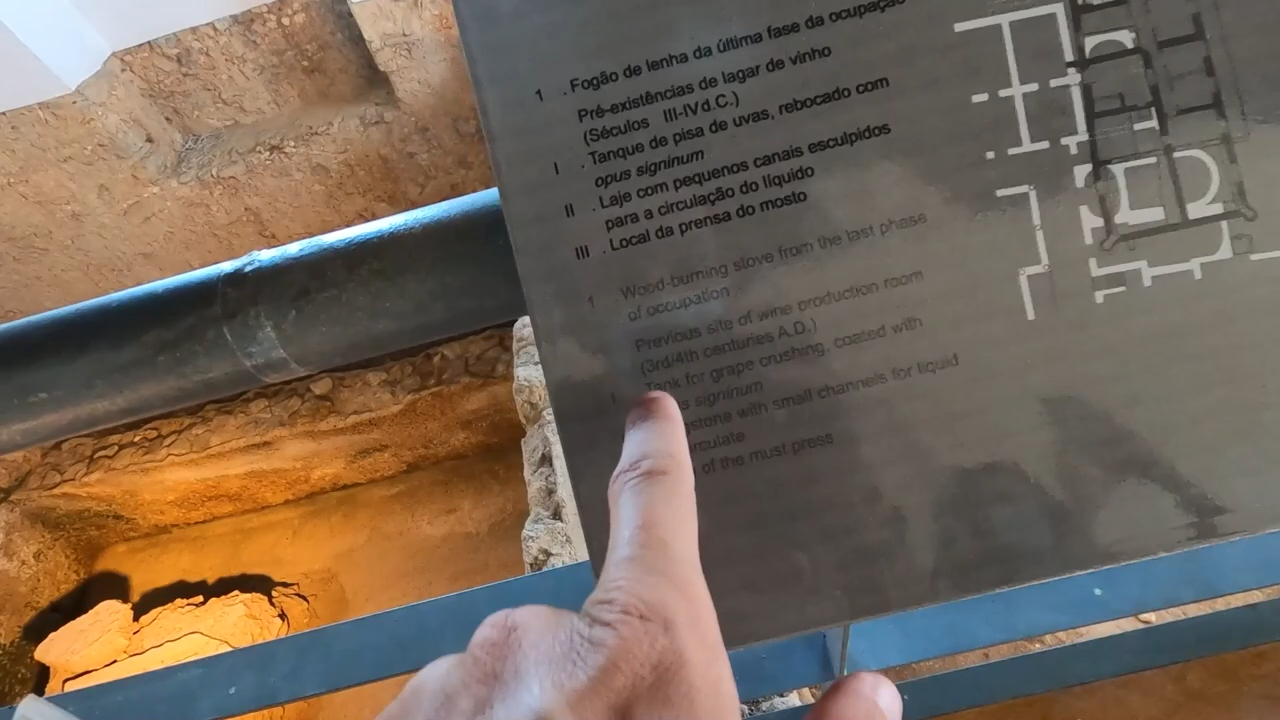 1 . Fogão de lenha da última fase da ocupação
Pré-existências de lagar de vinho
(Séculos III-IV d.C.)
I . Tanque de pisa de uvas, rebocado com
opus signinum
II . Laje com pequenos canais esculpidos
para a circulação do líquido
III . Local da prensa do mosto
1 Wood-burning stove from the last phase
of occupation
Previous site of wine production room
(3rd/4th centuries A.D.)
I Tank for grape crushing, coated with
signinum
with small channels for liquid
of the must press